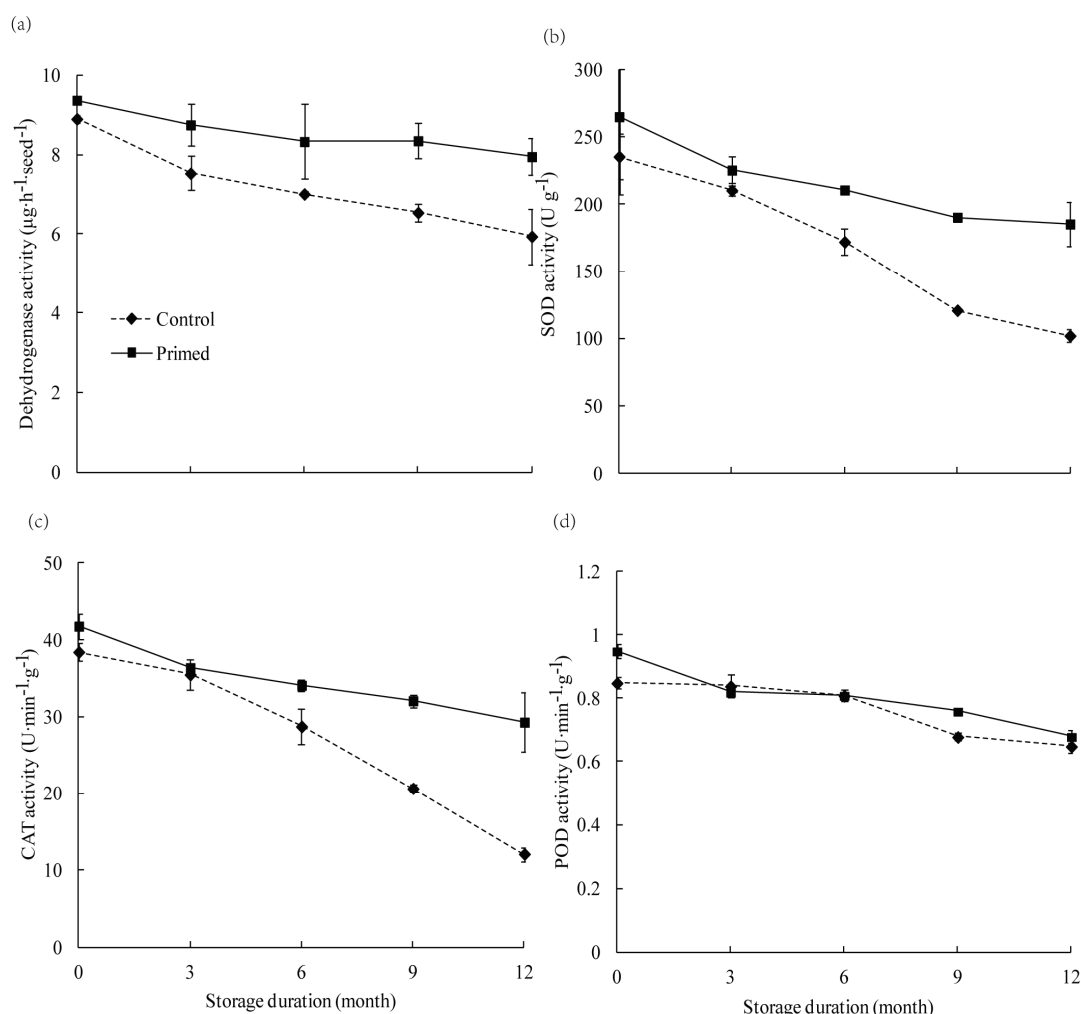 (a)
Dehydrogenase activity (μg·h⁻¹·seed⁻¹)
10
8
6
4
2
0
Control
Primed
(b)
SOD activity (U g⁻¹)
300
250
200
150
100
50
0
(c)
CAT activity (U·min⁻¹·g⁻¹)
50
40
30
20
10
0
0 3 6 9 12
Storage duration (month)
(d)
POD activity (U·min⁻¹·g⁻¹)
1.2
1
0.8
0.6
0.4
0.2
0
0 3 6 9 12
Storage duration (month)